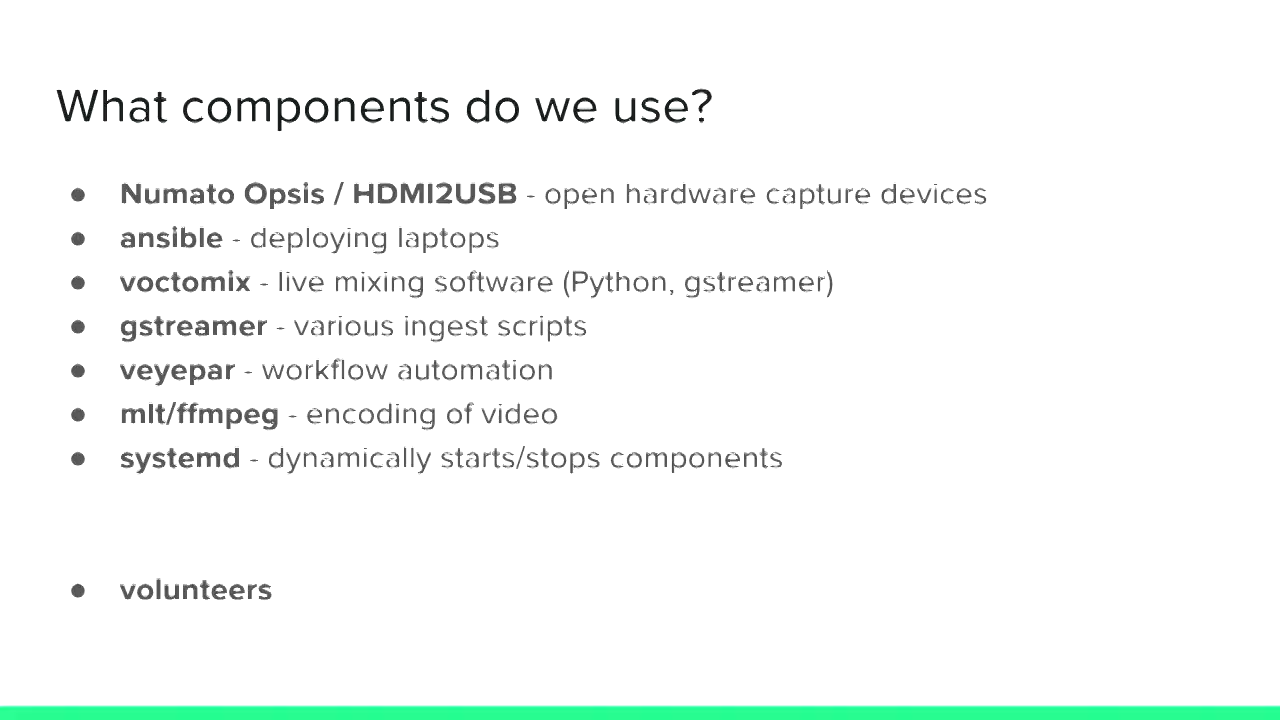 What components do we use?
● Numato Opsis / HDMI2USB - open hardware capture devices
● ansible - deploying laptops
● voctomix - live mixing software (Python, gstreamer)
● gstreamer - various ingest scripts
● veyepar - workflow automation
● mlt/ffmpeg - encoding of video
● systemd - dynamically starts/stops components
● volunteers